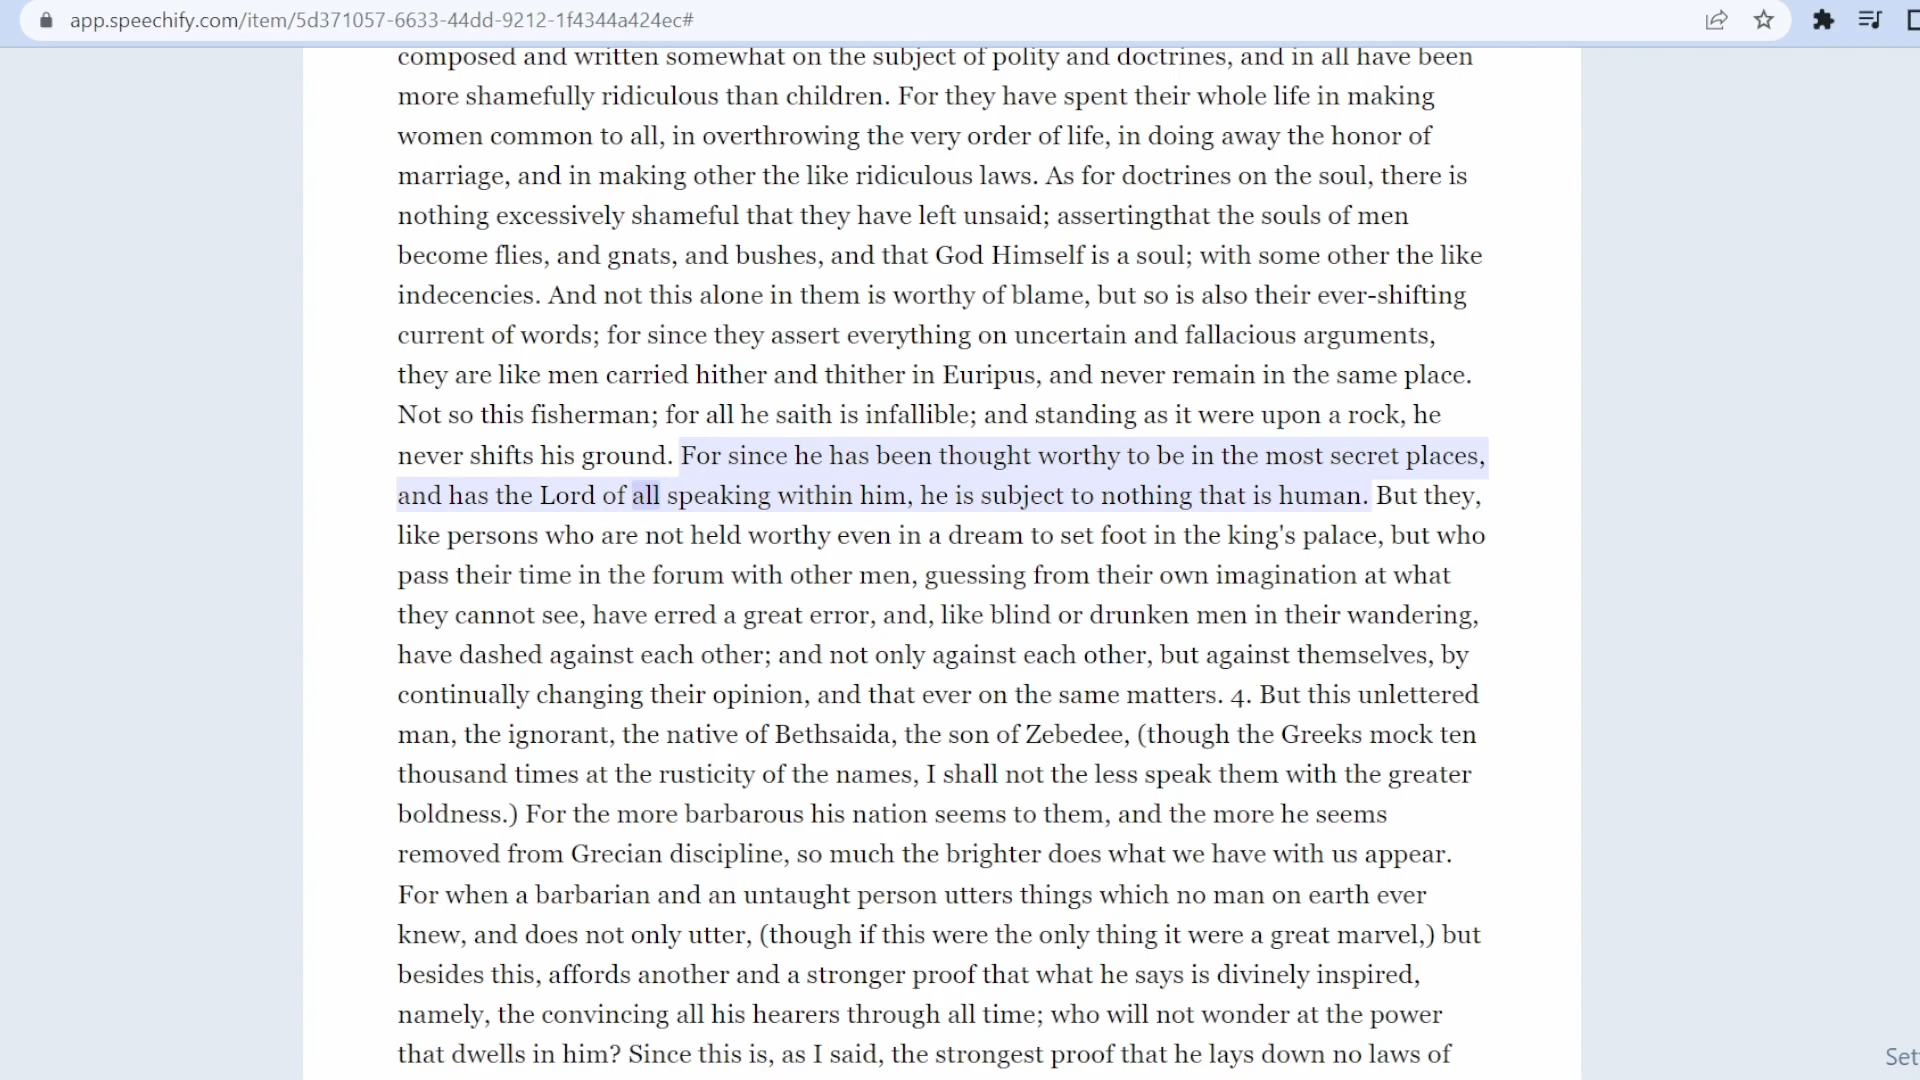 app.speechify.com/item/5d371057-6633-44dd-9212-1f4344a424ec#
composed and written somewhat on the subject of polity and doctrines, and in all have been
more shamefully ridiculous than children. For they have spent their whole life in making
women common to all, in overthrowing the very order of life, in doing away the honor of
marriage, and in making other the like ridiculous laws. As for doctrines on the soul, there is
nothing excessively shameful that they have left unsaid; assertingthat the souls of men
become flies, and gnats, and bushes, and that God Himself is a soul; with some other the like
indecencies. And not this alone in them is worthy of blame, but so is also their ever-shifting
current of words; for since they assert everything on uncertain and fallacious arguments,
they are like men carried hither and thither in Euripus, and never remain in the same place.
Not so this fisherman; for all he saith is infallible; and standing as it were upon a rock, he
never shifts his ground. For since he has been thought worthy to be in the most secret places,
and has the Lord of all speaking within him, he is subject to nothing that is human. But they,
like persons who are not held worthy even in a dream to set foot in the king's palace, but who
pass their time in the forum with other men, guessing from their own imagination at what
they cannot see, have erred a great error, and, like blind or drunken men in their wandering,
have dashed against each other; and not only against each other, but against themselves, by
continually changing their opinion, and that ever on the same matters. 4. But this unlettered
man, the ignorant, the native of Bethsaida, the son of Zebedee, (though the Greeks mock ten
thousand times at the rusticity of the names, I shall not the less speak them with the greater
boldness.) For the more barbarous his nation seems to them, and the more he seems
removed from Grecian discipline, so much the brighter does what we have with us appear.
For when a barbarian and an untaught person utters things which no man on earth ever
knew, and does not only utter, (though if this were the only thing it were a great marvel,) but
besides this, affords another and a stronger proof that what he says is divinely inspired,
namely, the convincing all his hearers through all time; who will not wonder at the power
that dwells in him? Since this is, as I said, the strongest proof that he lays down no laws of
Set